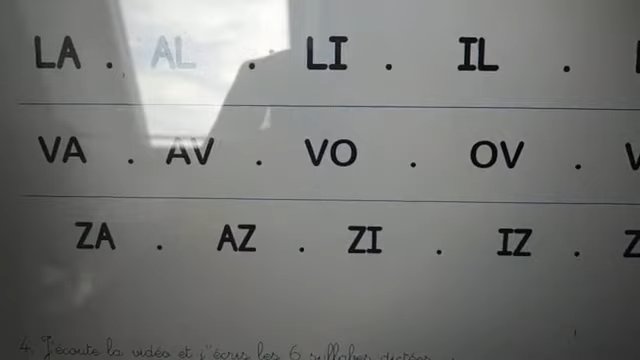 LA . AL . LI . IL .
VA . AV . VO . OV .
ZA . AZ . ZI . IZ .
4. J'écoute la vidéo et j'écris les 6 syllabes dictées